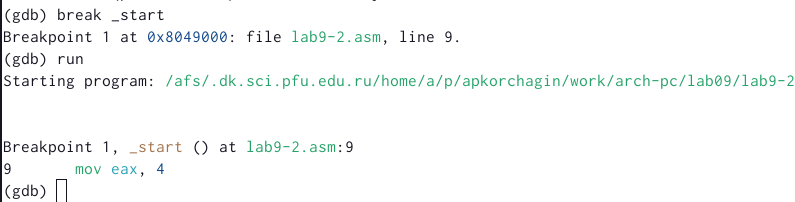 (gdb) break _start
Breakpoint 1 at 0x8049000: file lab9-2.asm, line 9.
(gdb) run
Starting program: /afs/.dk.sci.pfu.edu.ru/home/a/p/apkorchagin/work/arch-pc/lab09/lab9-2
Breakpoint 1, _start () at lab9-2.asm:9
9       mov eax, 4
(gdb)